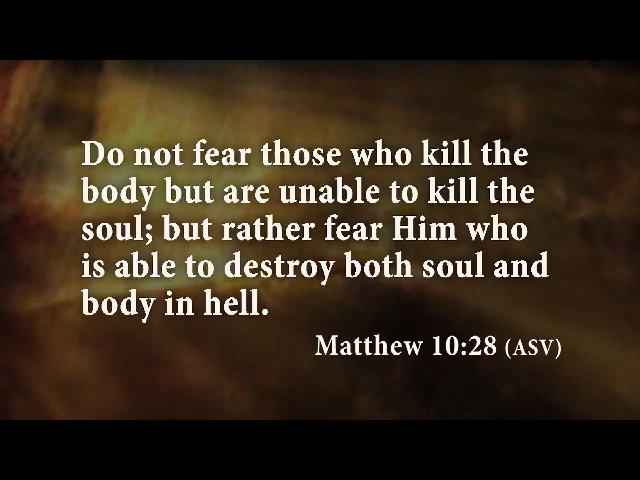 Do not fear those who kill the
body but are unable to kill the
soul; but rather fear Him who
is able to destroy both soul and
body in hell.
Matthew 10:28 (ASV)